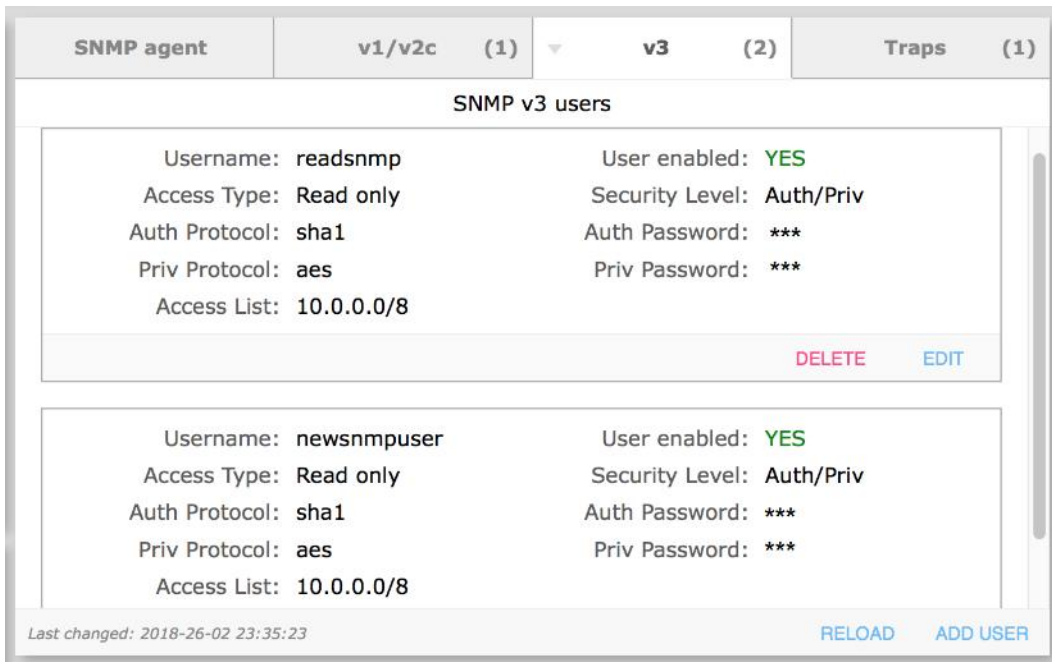 SNMP agent v1/v2c (1) v3 (2) Traps (1)
SNMP v3 users
Username: readsnmp User enabled: YES
Access Type: Read only Security Level: Auth/Priv
Auth Protocol: sha1 Auth Password: ***
Priv Protocol: aes Priv Password: ***
Access List: 10.0.0.0/8
DELETE EDIT
Username: newsnmpuser User enabled: YES
Access Type: Read only Security Level: Auth/Priv
Auth Protocol: sha1 Auth Password: ***
Priv Protocol: aes Priv Password: ***
Access List: 10.0.0.0/8
Last changed: 2018-26-02 23:35:23 RELOAD ADD USER